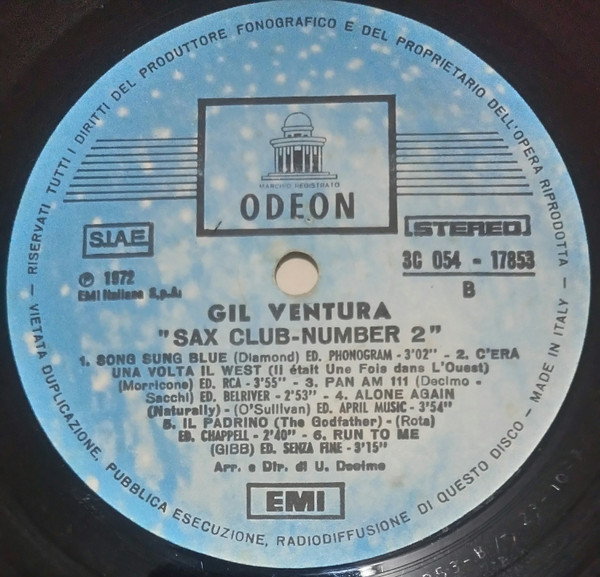 RISERVATI TUTTI I DIRITTI DEL PRODUTTORE FONOGRAFICO E DEL PROPRIETARIO DELL'OPERA RIPRODOTTA – MADE IN ITALY –
MARCHIO REGISTRATO
ODEON
S.I.A.E
STEREO
℗ 1972
EMI Italiana S.p.A.
3C 054 - 17853
B
GIL VENTURA
"SAX CLUB-NUMBER 2"
1. SONG SUNG BLUE (Diamond) ED. PHONOGRAM - 3'02" - 2. C'ERA
UNA VOLTA IL WEST (Il était Une Fois dans L'Ouest)
(Morricone) ED. RCA - 3'55" - 3. PAN AM 111 (Decimo -
Sacchi) ED. BELRIVER - 2'53" - 4. ALONE AGAIN
(Naturally) - (O'Sullivan) ED. APRIL MUSIC - 3'54"
5. IL PADRINO (The Godfather) - (Rota)
ED. CHAPPELL - 2'40" - 6. RUN TO ME
(GIBB) ED. SENZA FINE - 3'15"
Arr. e Dir. di U. Decimo
EMI
– VIETATA DUPLICAZIONE, PUBBLICA ESECUZIONE, RADIODIFFUSIONE DI QUESTO DISCO –